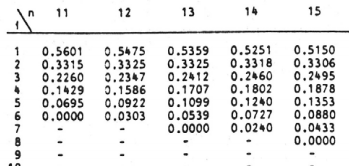 n 11 12 13 14 15
i
1 0.5601 0.5475 0.5359 0.5251 0.5150
2 0.3315 0.3325 0.3325 0.3318 0.3306
3 0.2260 0.2347 0.2412 0.2460 0.2495
4 0.1429 0.1586 0.1707 0.1802 0.1878
5 0.0695 0.0922 0.1099 0.1240 0.1353
6 0.0000 0.0303 0.0539 0.0727 0.0880
7 - - 0.0000 0.0240 0.0433
8 - - - - 0.0000
9 - - - - -